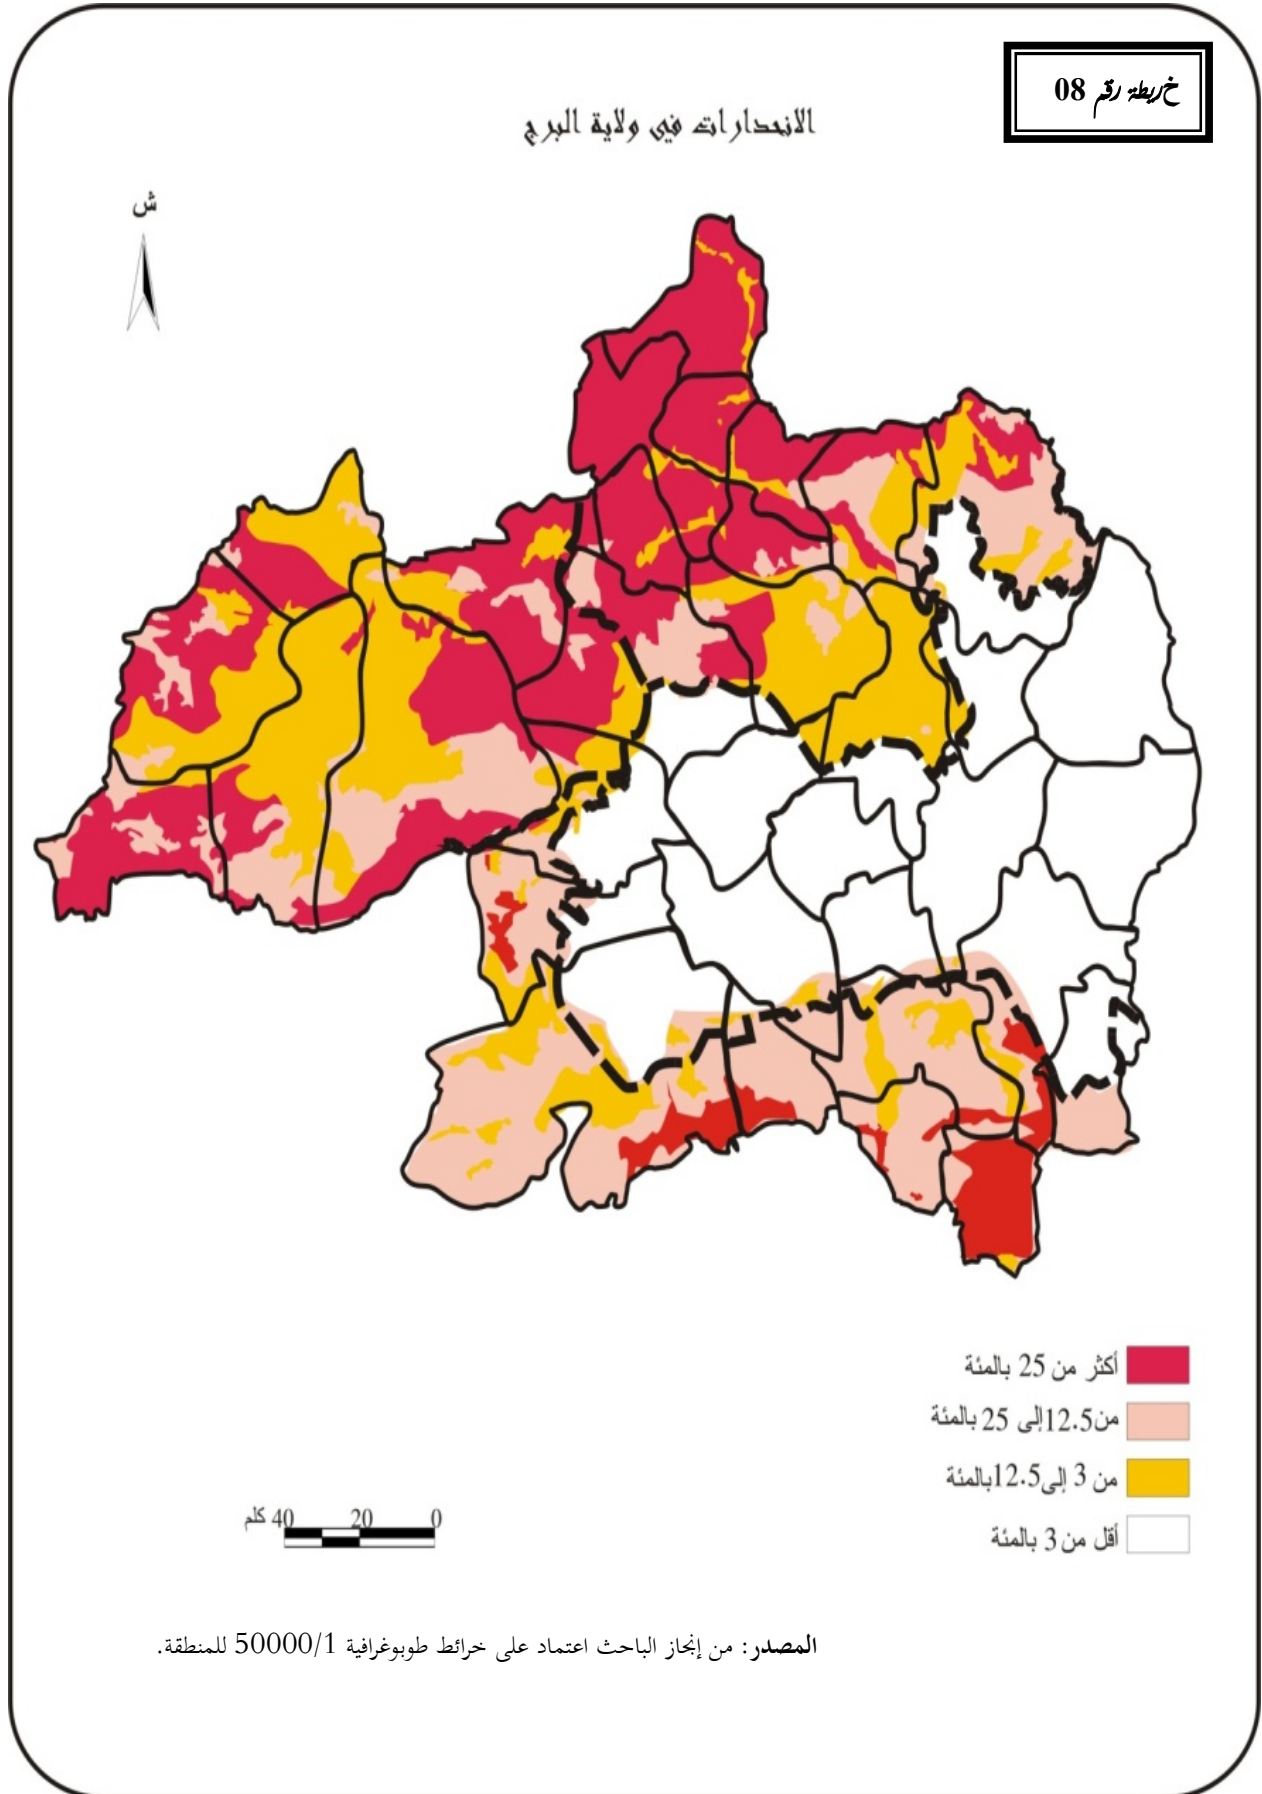 خريطة رقم 08
الانحدارات في ولاية البرج
ش
أكثر من 25 بالمئة
من12.5إلى 25 بالمئة
من 3 إلى12.5بالمئة
أقل من 3 بالمئة
0 20 40 كلم
المصدر: من إنجاز الباحث اعتماد على خرائط طوبوغرافية 50000/1 للمنطقة.